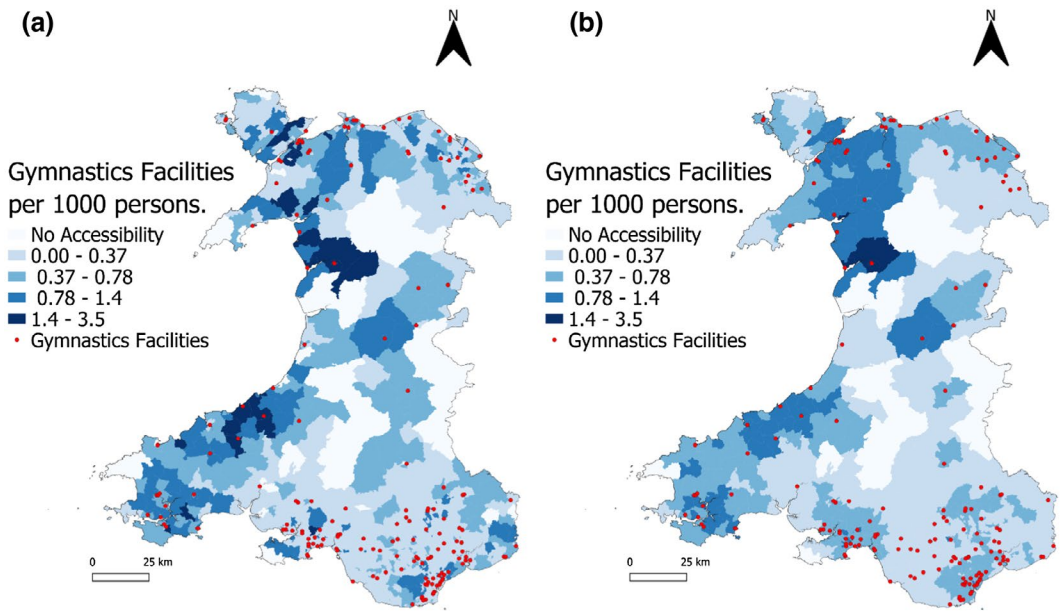 (a)
N
Gymnastics Facilities
per 1000 persons.
No Accessibility
0.00 - 0.37
0.37 - 0.78
0.78 - 1.4
1.4 - 3.5
Gymnastics Facilities
0 25 km
(b)
N
Gymnastics Facilities
per 1000 persons.
No Accessibility
0.00 - 0.37
0.37 - 0.78
0.78 - 1.4
1.4 - 3.5
Gymnastics Facilities
0 25 km